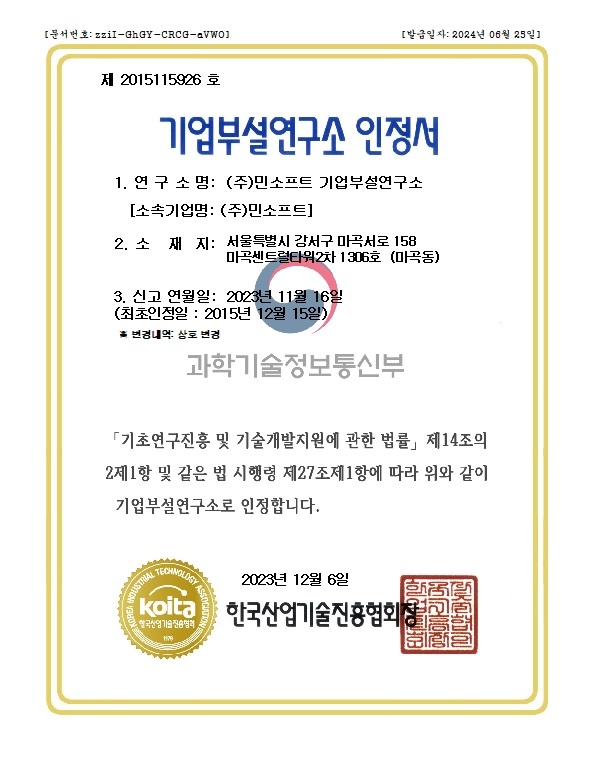 [문서번호: zziI-GhGY-CRCG-aVWO]
[발급일자: 2024년 06월 25일]
제 2015115926 호
기업부설연구소 인정서
1. 연 구 소 명: (주)민소프트 기업부설연구소
[소속기업명: (주)민소프트]
2. 소 재 지: 서울특별시 강서구 마곡서로 158
마곡센트럴타워2차 1306호 (마곡동)
3. 신고 연월일: 2023년 11월 16일
(최초인정일 : 2015년 12월 15일)
※ 변경내역: 상호 변경
과학기술정보통신부
「기초연구진흥 및 기술개발지원에 관한 법률」 제14조의
2제1항 및 같은 법 시행령 제27조제1항에 따라 위와 같이
기업부설연구소로 인정합니다.
2023년 12월 6일
한국산업기술진흥협회장
KOREA INDUSTRIAL TECHNOLOGY ASSOCIATION
koita
한국산업기술진흥협회
1979